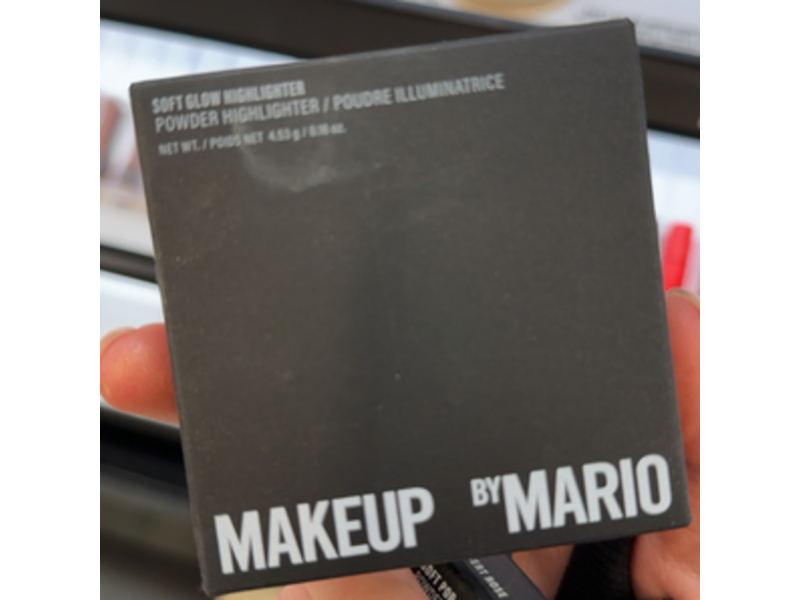 SOFT GLOW HIGHLIGHTER
POWDER HIGHLIGHTER / POUDRE ILLUMINATRICE
NET WT. / POIDS NET 4.53 g / 0.16 oz.
MAKEUP BY MARIO